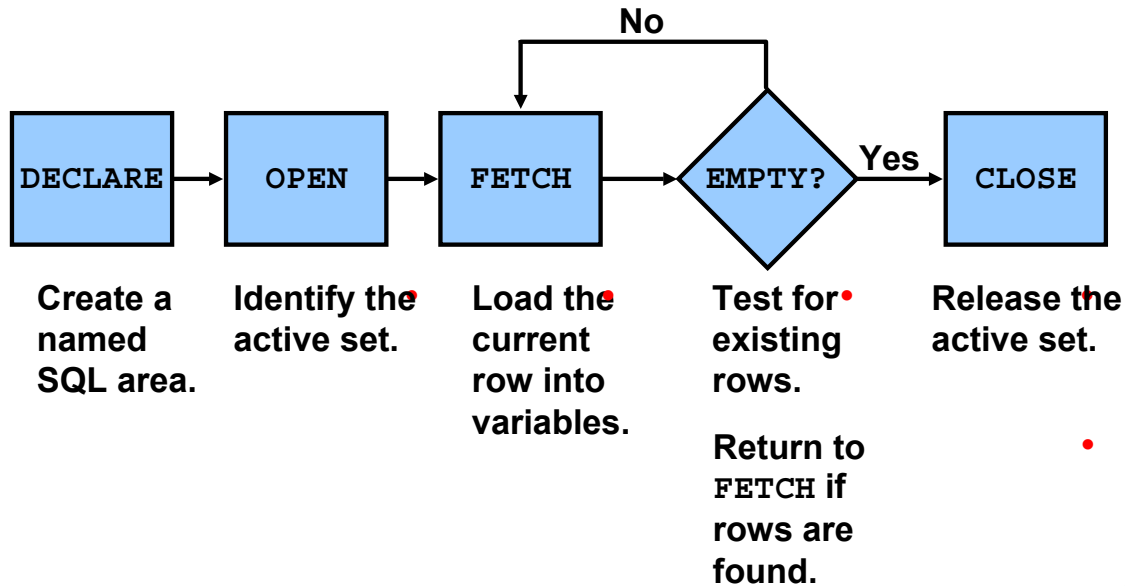 No
DECLARE
OPEN
FETCH
EMPTY?
Yes
CLOSE
Create a
named
SQL area.
Identify the
active set.
Load the
current
row into
variables.
Test for
existing
rows.
Return to
FETCH if
rows are
found.
Release the
active set.